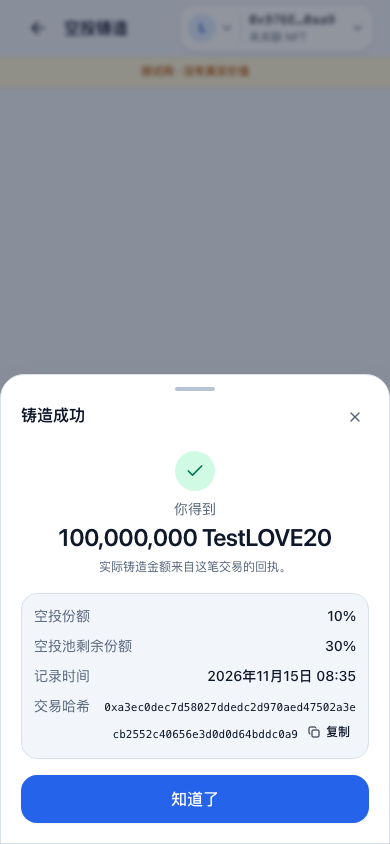 空投铸造
L
铸造成功
你得到
100,000,000 TestLOVE20
实际铸造金额来自这笔交易的回执。
空投份额 10%
空投池剩余份额 30%
记录时间 2026年11月15日 08:35
交易哈希 0xa3ec0dec7d58027ddedc2d970aed47502a3e
cb2552c40656e3d0d0d64bddc0a9 复制
知道了